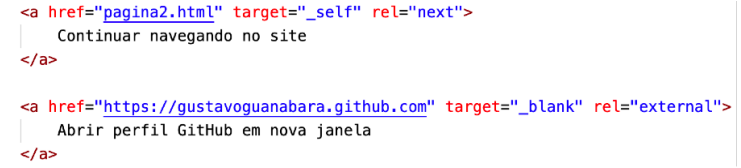 <a href="pagina2.html" target="_self" rel="next">
Continuar navegando no site
</a>
<a href="https://gustavoguanabara.github.com" target="_blank" rel="external">
Abrir perfil GitHub em nova janela
</a>